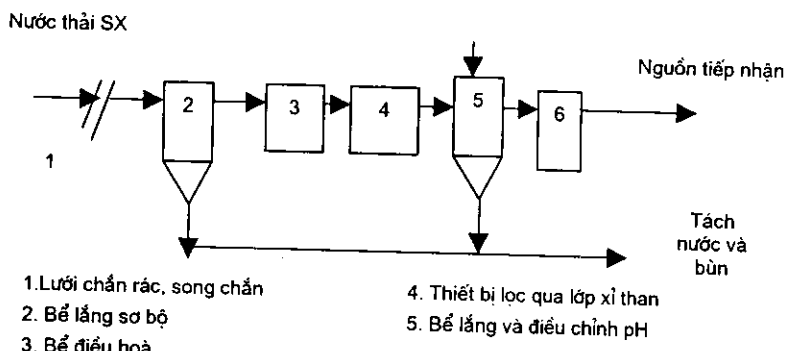 Nước thải SX
Nguồn tiếp nhận
1
2
3
4
5
6
Tách
nước và
bùn
1.Lưới chắn rác, song chắn
2. Bể lắng sơ bộ
3. Bể điều hoà
4. Thiết bị lọc qua lớp xỉ than
5. Bể lắng và điều chỉnh pH